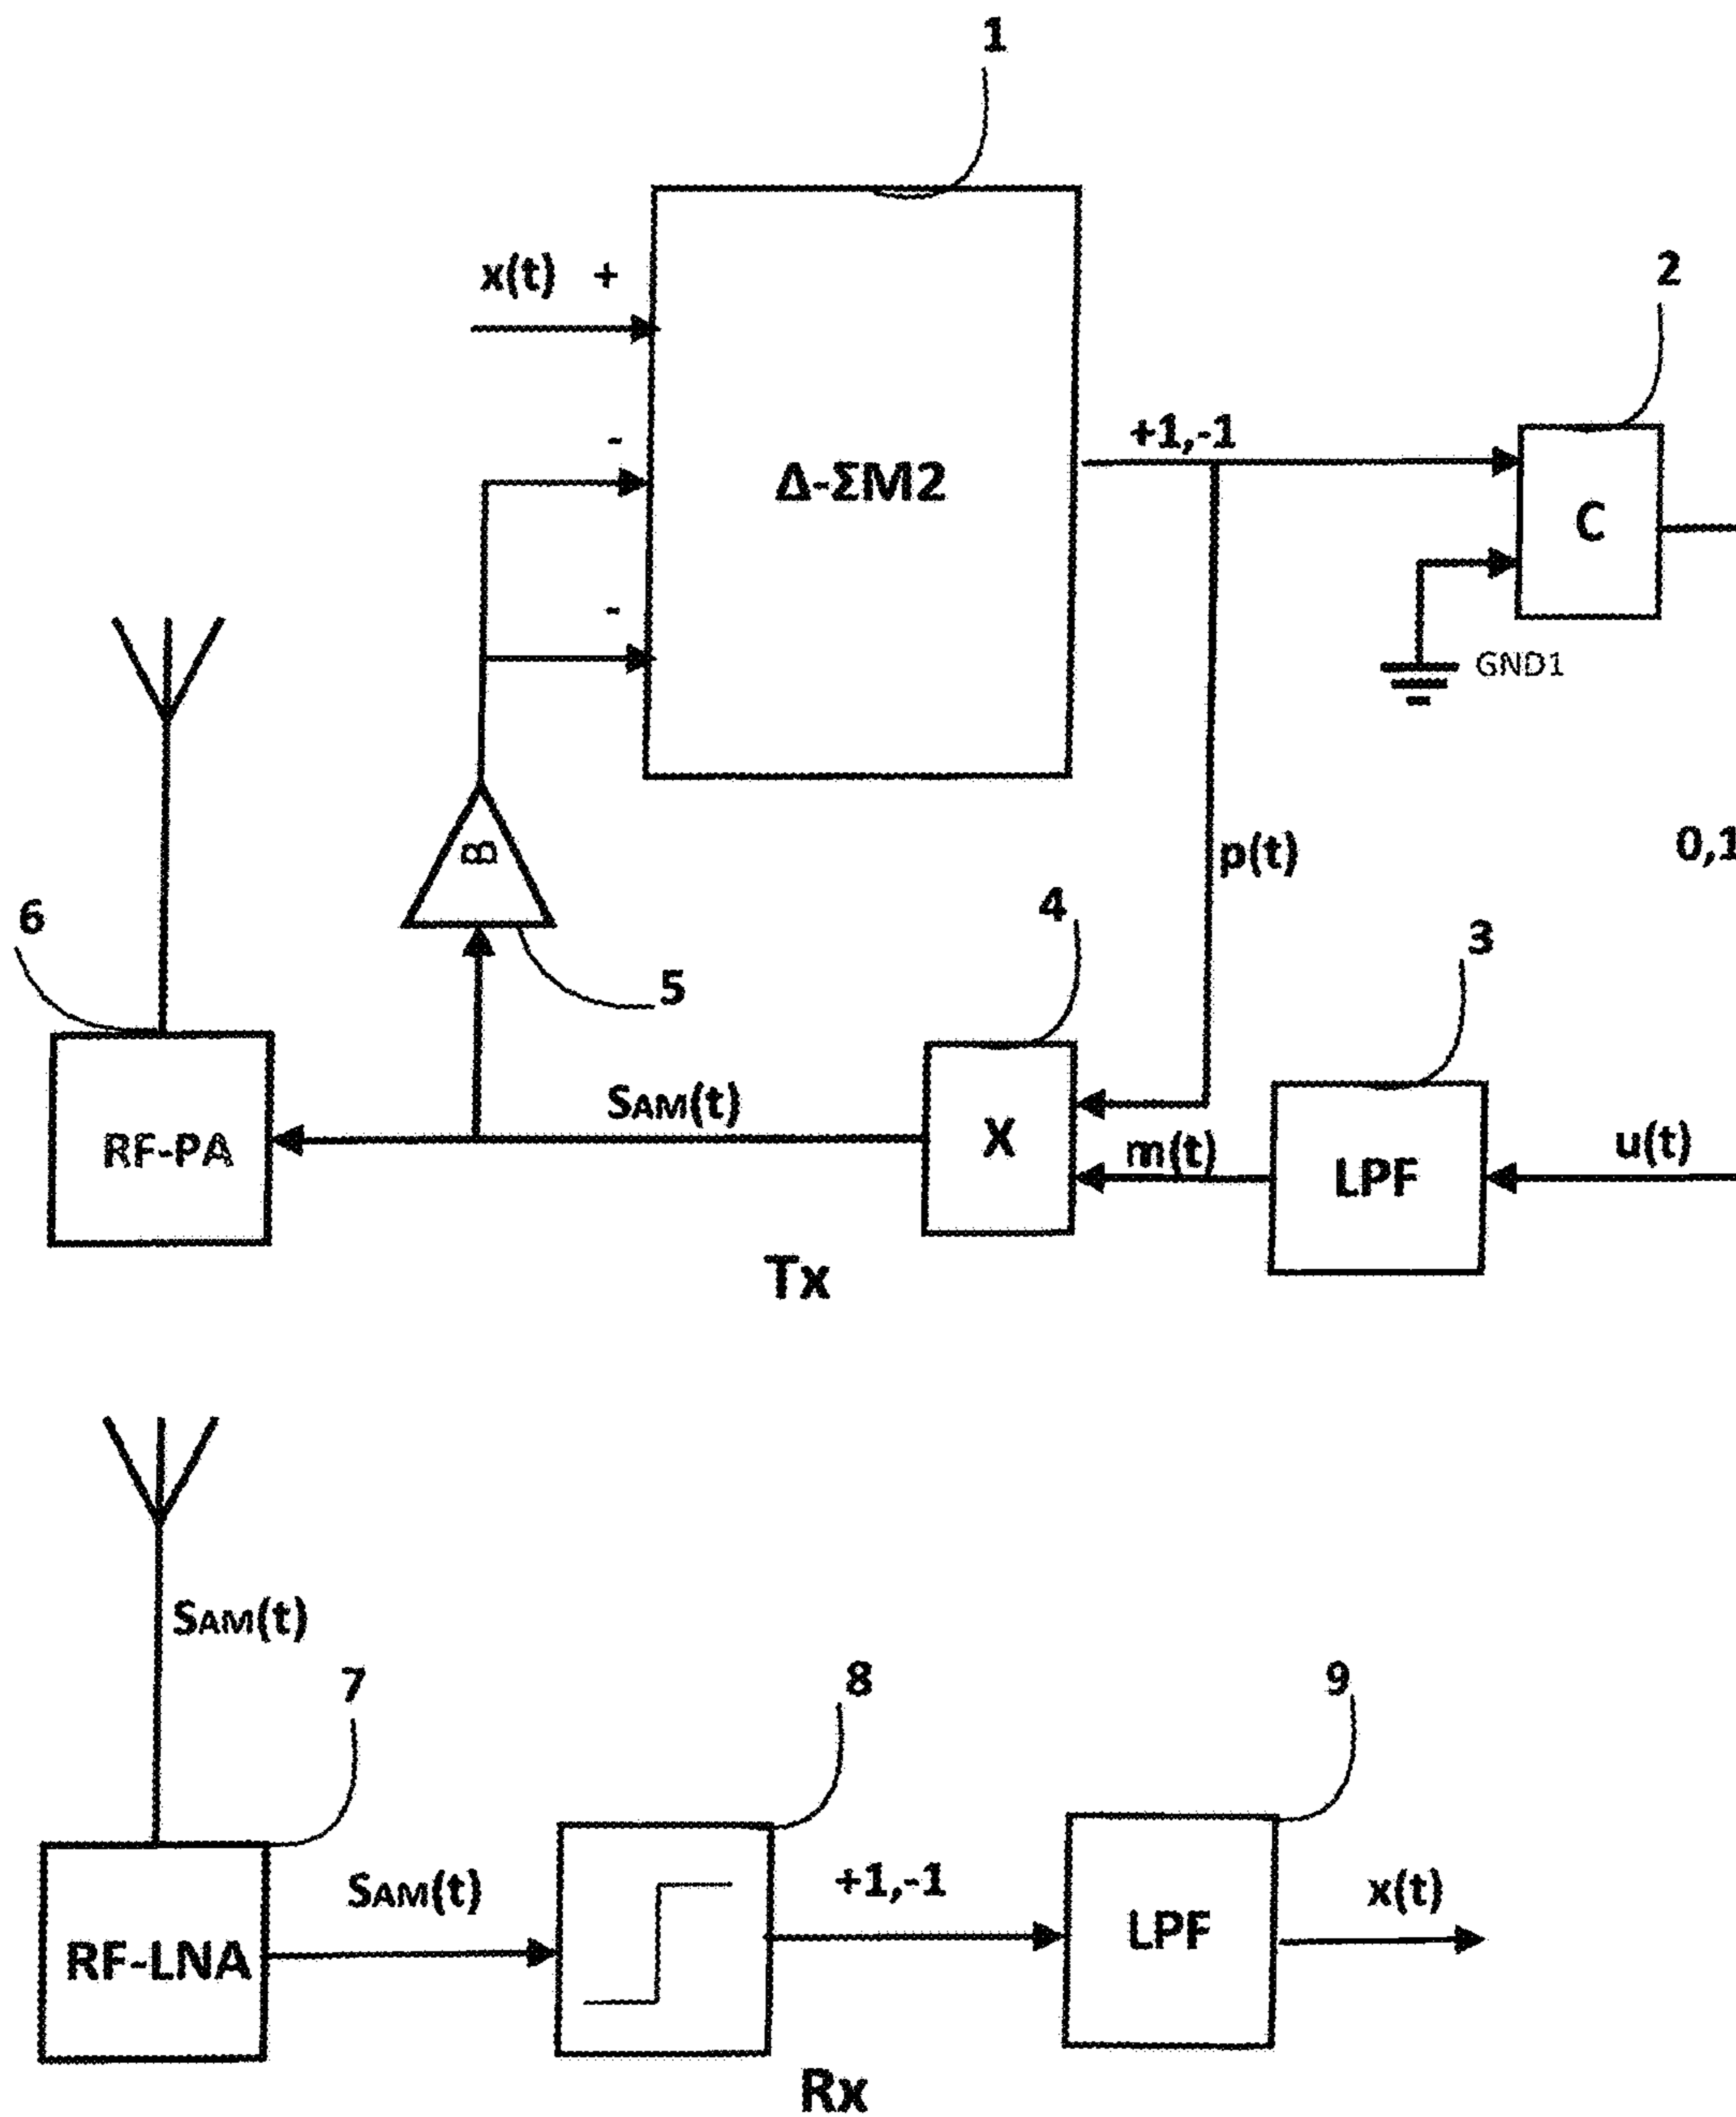 1
2
x(t) +
-
-
Δ-ΣM2
+1,-1
C
GND1
B
p(t)
0,1
6
5
4
3
RF-PA
SAM(t)
X
m(t)
LPF
u(t)
Tx
SAM(t)
7
8
9
RF-LNA
SAM(t)
+1,-1
LPF
x(t)
Rx